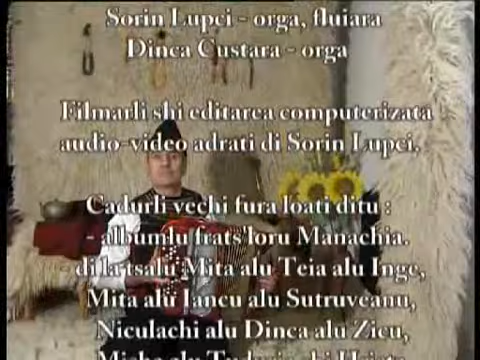 Sorin Lupci - orga, fluiara
Dinca Custara - orga
Filmarli shi editarea computerizata
audio-video adrati di Sorin Lupci.
Cadurli vechi fura loati ditu :
- albumlu frats'loru Manachia.
- di la tsalu Mita alu Teia alu Inge,
Mita alu Iancu alu Sutruveanu,
Niculachi alu Dinca alu Zicu,